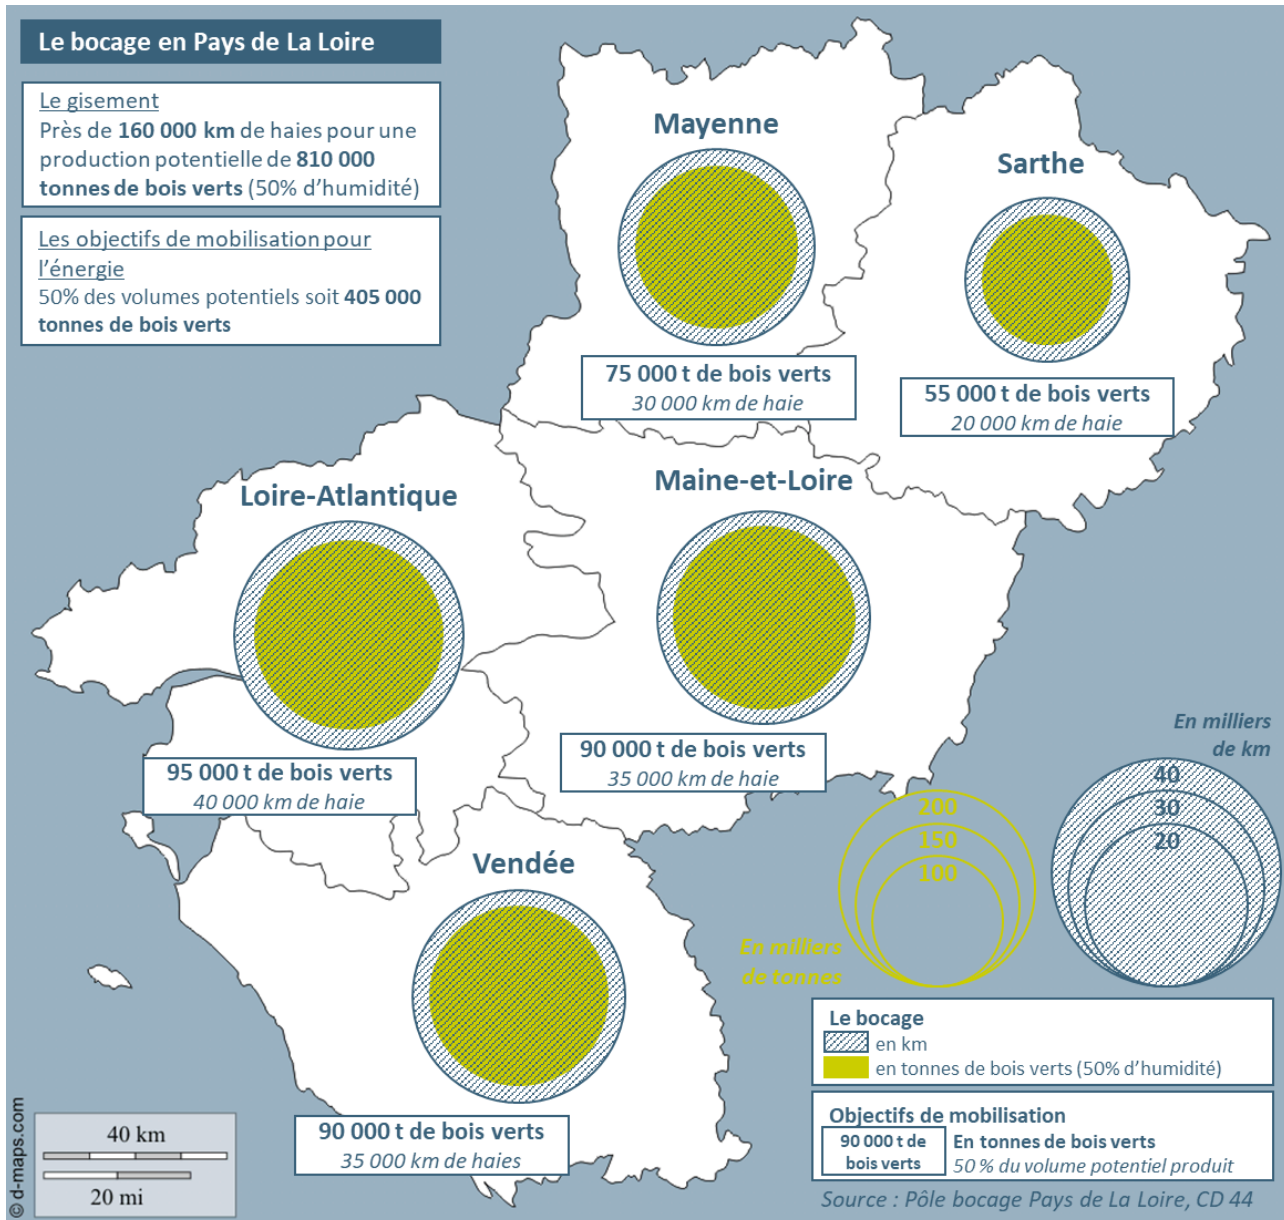 Le bocage en Pays de La Loire
Le gisement
Près de 160 000 km de haies pour une
production potentielle de 810 000
tonnes de bois verts (50% d’humidité)
Les objectifs de mobilisation pour
l’énergie
50% des volumes potentiels soit 405 000
tonnes de bois verts
Mayenne
75 000 t de bois verts
30 000 km de haie
Sarthe
55 000 t de bois verts
20 000 km de haie
Loire-Atlantique
95 000 t de bois verts
40 000 km de haie
Maine-et-Loire
90 000 t de bois verts
35 000 km de haie
Vendée
90 000 t de bois verts
35 000 km de haies
En milliers
de km
40
30
20
200
150
100
En milliers
de tonnes
Le bocage
en km
en tonnes de bois verts (50% d’humidité)
Objectifs de mobilisation
90 000 t de
bois verts
En tonnes de bois verts
50 % du volume potentiel produit
Source : Pôle bocage Pays de La Loire, CD 44
40 km
20 mi
© d-maps.com